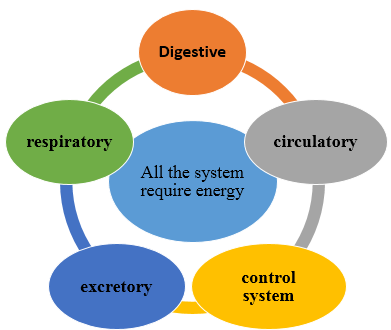 Digestive
respiratory
circulatory
All the system
require energy
excretory
control
system